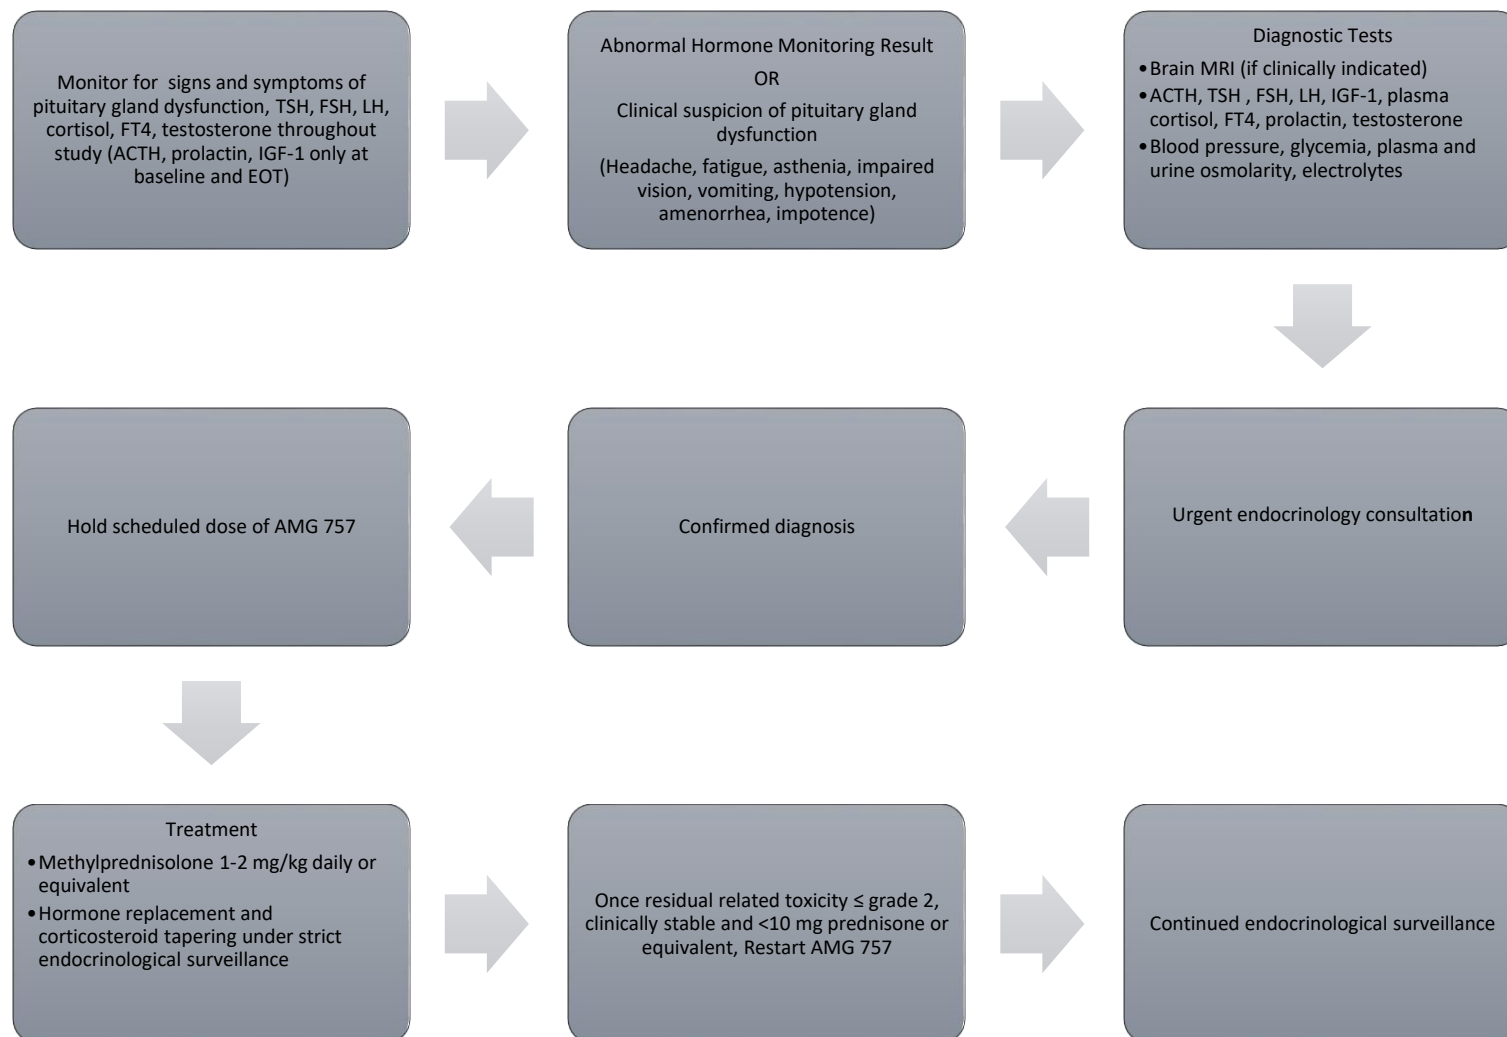 Monitor for signs and symptoms of
pituitary gland dysfunction, TSH, FSH, LH,
cortisol, FT4, testosterone throughout
study (ACTH, prolactin, IGF-1 only at
baseline and EOT)
Abnormal Hormone Monitoring Result
OR
Clinical suspicion of pituitary gland
dysfunction
(Headache, fatigue, asthenia, impaired
vision, vomiting, hypotension,
amenorrhea, impotence)
Diagnostic Tests
•Brain MRI (if clinically indicated)
•ACTH, TSH , FSH, LH, IGF-1, plasma
cortisol, FT4, prolactin, testosterone
•Blood pressure, glycemia, plasma and
urine osmolarity, electrolytes
Urgent endocrinology consultation
Confirmed diagnosis
Hold scheduled dose of AMG 757
Treatment
•Methylprednisolone 1-2 mg/kg daily or
equivalent
•Hormone replacement and
corticosteroid tapering under strict
endocrinological surveillance
Once residual related toxicity ≤ grade 2,
clinically stable and <10 mg prednisone or
equivalent, Restart AMG 757
Continued endocrinological surveillance